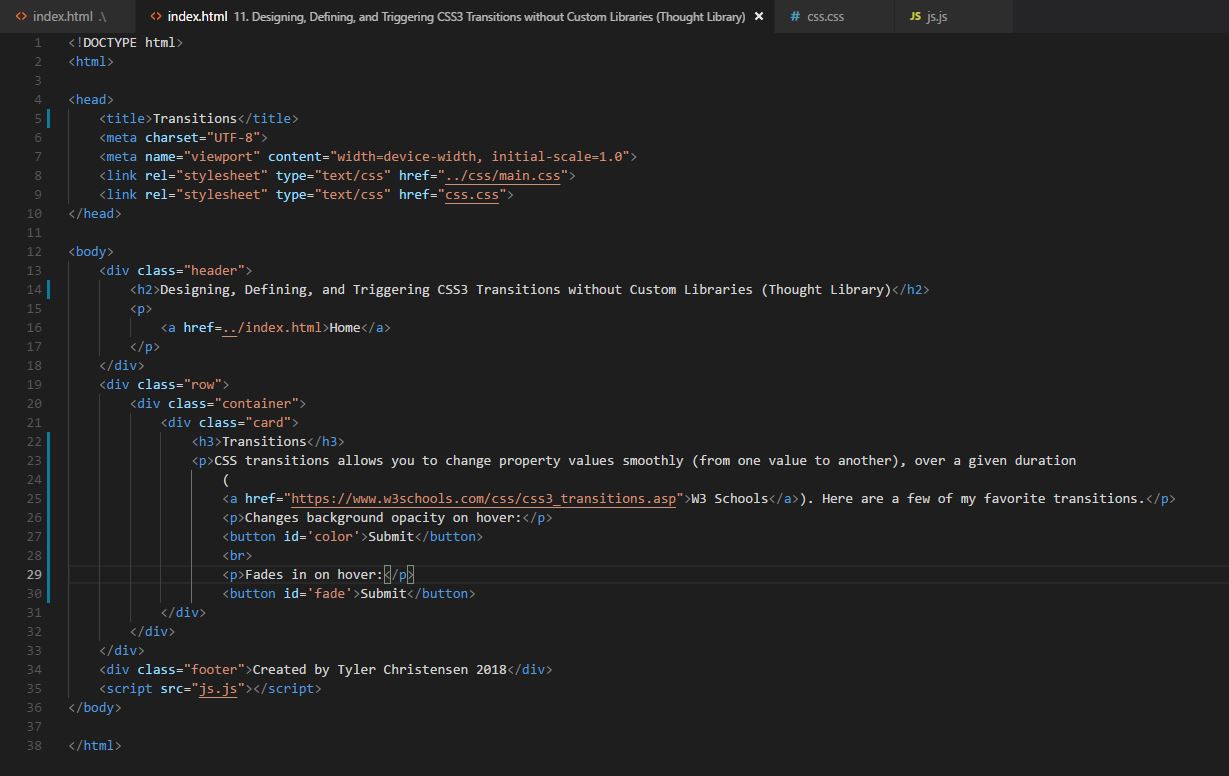 index.html .\ index.html 11. Designing, Defining, and Triggering CSS3 Transitions without Custom Libraries (Thought Library) × # css.css JS js.js
1 <!DOCTYPE html>
2 <html>
3
4 <head>
5     <title>Transitions</title>
6     <meta charset="UTF-8">
7     <meta name="viewport" content="width=device-width, initial-scale=1.0">
8     <link rel="stylesheet" type="text/css" href="../css/main.css">
9     <link rel="stylesheet" type="text/css" href="css.css">
10 </head>
11
12 <body>
13     <div class="header">
14         <h2>Designing, Defining, and Triggering CSS3 Transitions without Custom Libraries (Thought Library)</h2>
15         <p>
16             <a href=../index.html>Home</a>
17         </p>
18     </div>
19     <div class="row">
20         <div class="container">
21             <div class="card">
22                 <h3>Transitions</h3>
23                 <p>CSS transitions allows you to change property values smoothly (from one value to another), over a given duration
24                     (
25                     <a href="https://www.w3schools.com/css/css3_transitions.asp">W3 Schools</a>). Here are a few of my favorite transitions.</p>
26                     <p>Changes background opacity on hover:</p>
27                     <button id='color'>Submit</button>
28                     <br>
29                     <p>Fades in on hover:</p>
30                     <button id='fade'>Submit</button>
31             </div>
32         </div>
33     </div>
34     <div class="footer">Created by Tyler Christensen 2018</div>
35     <script src="js.js"></script>
36 </body>
37
38 </html>